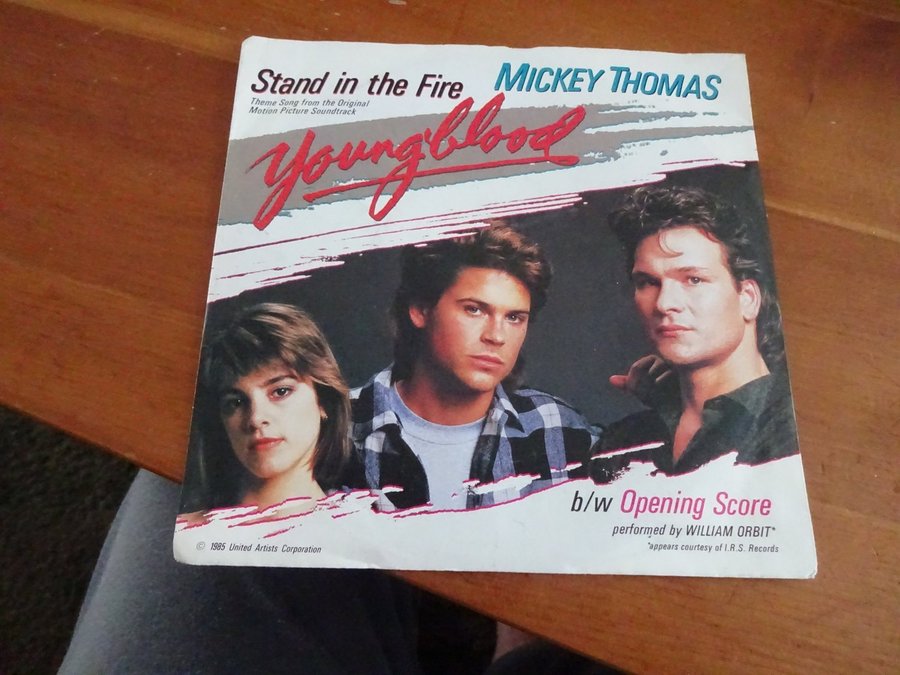 Stand in the Fire
MICKEY THOMAS
Theme Song from the Original
Motion Picture Soundtrack
Youngblood
b/w Opening Score
performed by WILLIAM ORBIT*
*appears courtesy of I.R.S. Records
© 1985 United Artists Corporation